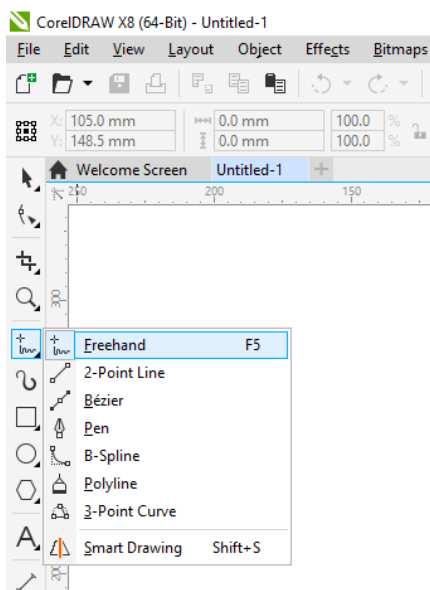 CorelDRAW X8 (64-Bit) - Untitled-1
File Edit View Layout Object Effects Bitmaps
X: 105.0 mm 0.0 mm 100.0 %
Y: 148.5 mm 0.0 mm 100.0 %
Welcome Screen Untitled-1 +
250 200 150
300
Freehand F5
2-Point Line
Bézier
Pen
B-Spline
Polyline
3-Point Curve
Smart Drawing Shift+S
200